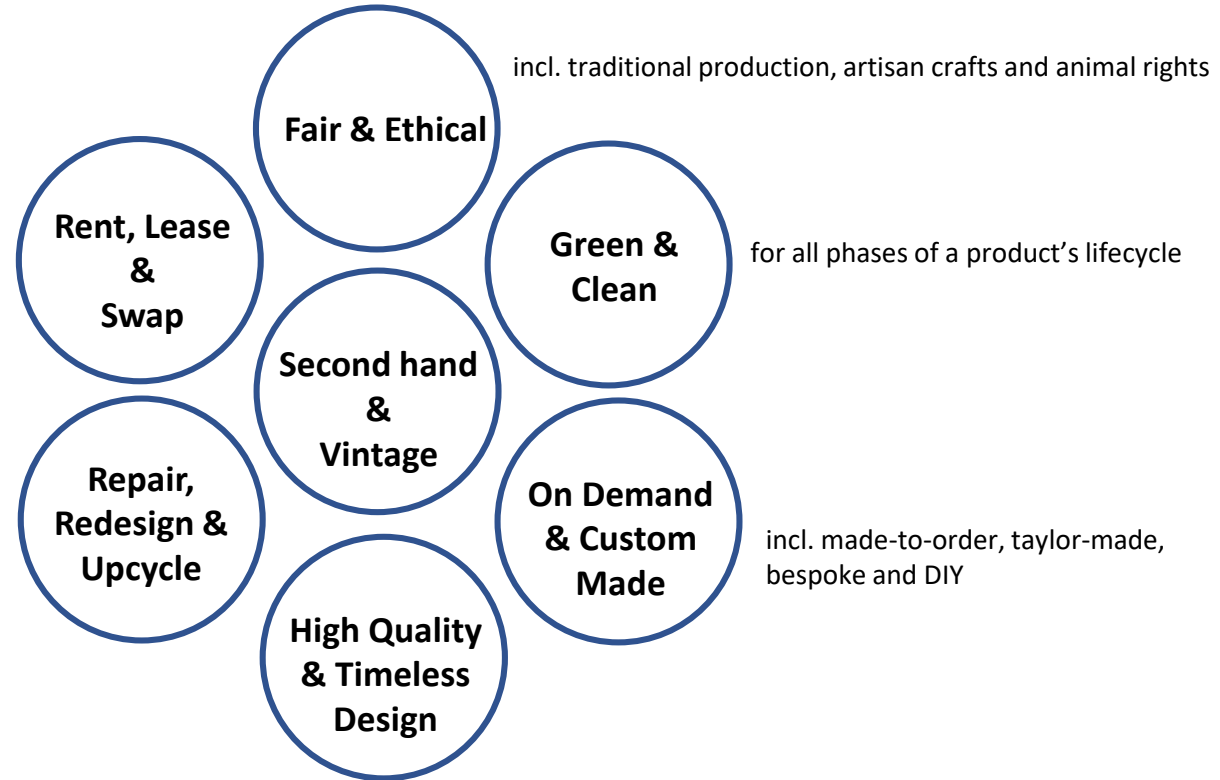 incl. traditional production, artisan crafts and animal rights
Fair & Ethical
Rent, Lease
&
Swap
Green &
Clean
for all phases of a product’s lifecycle
Second hand
&
Vintage
Repair,
Redesign &
Upcycle
On Demand
& Custom
Made
incl. made-to-order, taylor-made,
bespoke and DIY
High Quality
& Timeless
Design